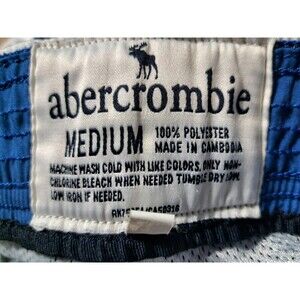 abercrombie
MEDIUM 100% POLYESTER
MADE IN CAMBODIA
MACHINE WASH COLD WITH LIKE COLORS, ONLY NON-
CHLORINE BLEACH WHEN NEEDED TUMBLE DRY LOW
LOW IRON IF NEEDED.